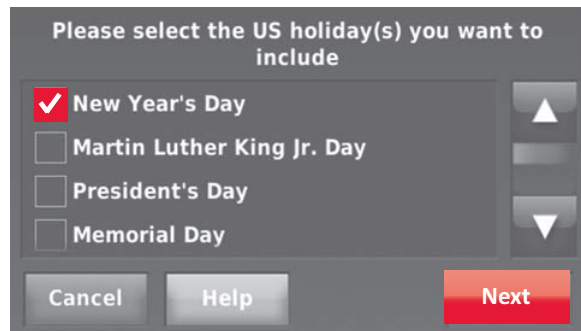 Please select the US holiday(s) you want to
include
New Year's Day
Martin Luther King Jr. Day
President's Day
Memorial Day
Cancel
Help
Next